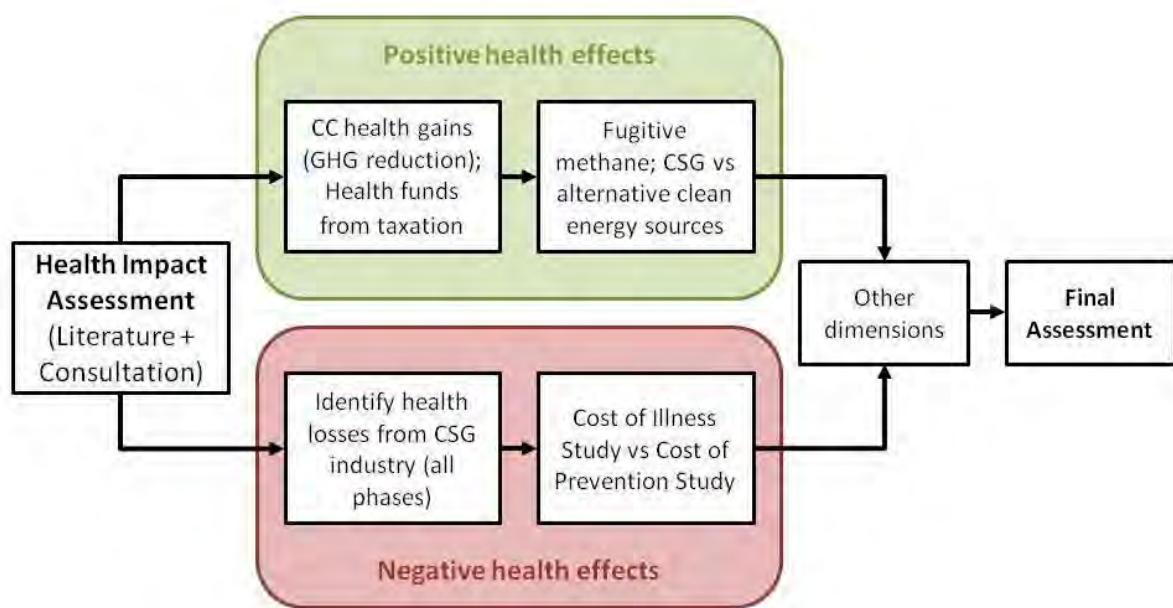 Positive health effects
CC health gains
(GHG reduction);
Health funds
from taxation
Fugitive
methane; CSG vs
alternative clean
energy sources
Health Impact
Assessment
(Literature +
Consultation)
Other
dimensions
Final
Assessment
Identify health
losses from CSG
industry (all
phases)
Cost of Illness
Study vs Cost of
Prevention Study
Negative health effects